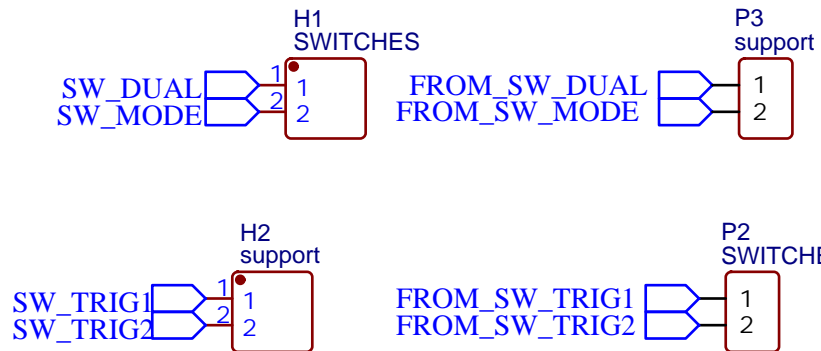 H1
SWITCHES
SW_DUAL 1 1
SW_MODE 2 2
P3
support
FROM_SW_DUAL 1
FROM_SW_MODE 2
H2
support
SW_TRIG1 1 1
SW_TRIG2 2 2
P2
SWITCHE
FROM_SW_TRIG1 1
FROM_SW_TRIG2 2